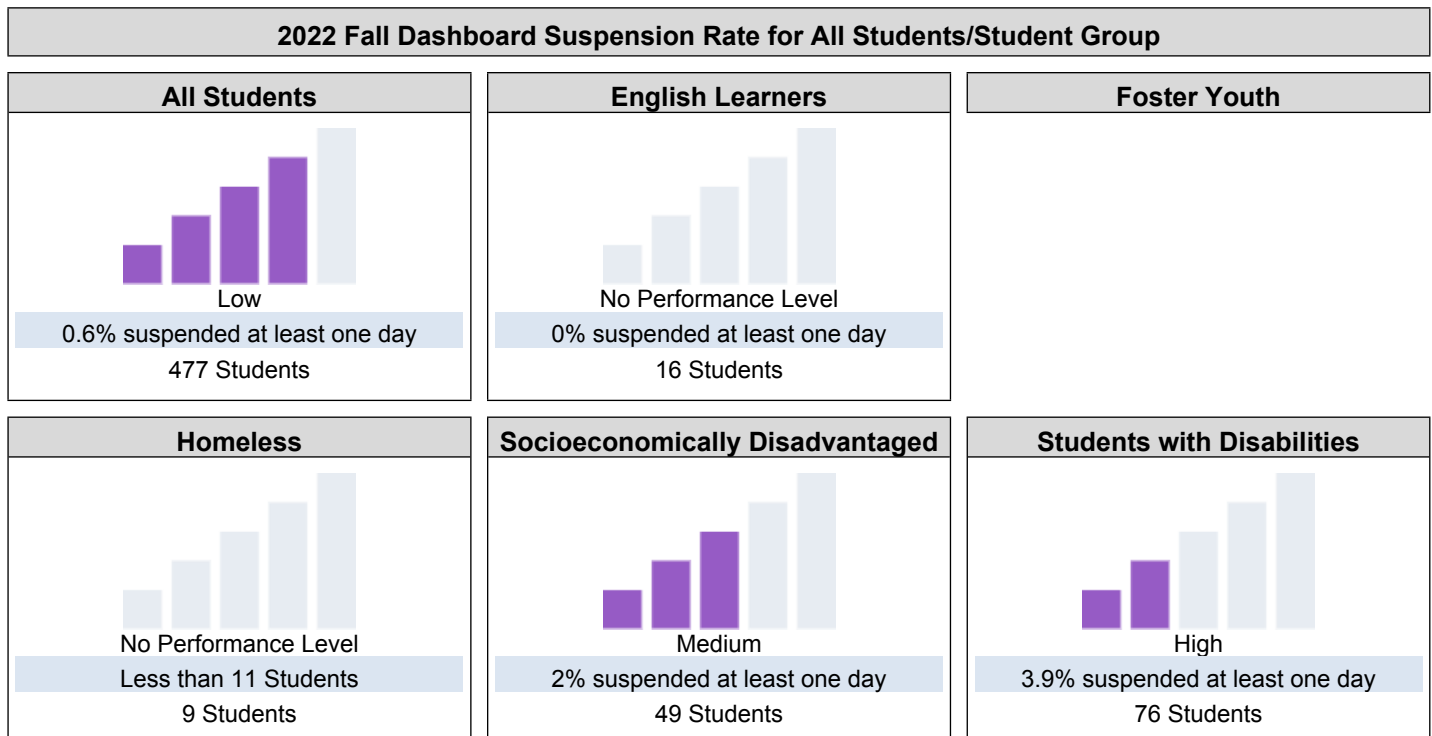 2022 Fall Dashboard Suspension Rate for All Students/Student Group
All Students
Low
0.6% suspended at least one day
477 Students
English Learners
No Performance Level
0% suspended at least one day
16 Students
Foster Youth
Homeless
No Performance Level
Less than 11 Students
9 Students
Socioeconomically Disadvantaged
Medium
2% suspended at least one day
49 Students
Students with Disabilities
High
3.9% suspended at least one day
76 Students